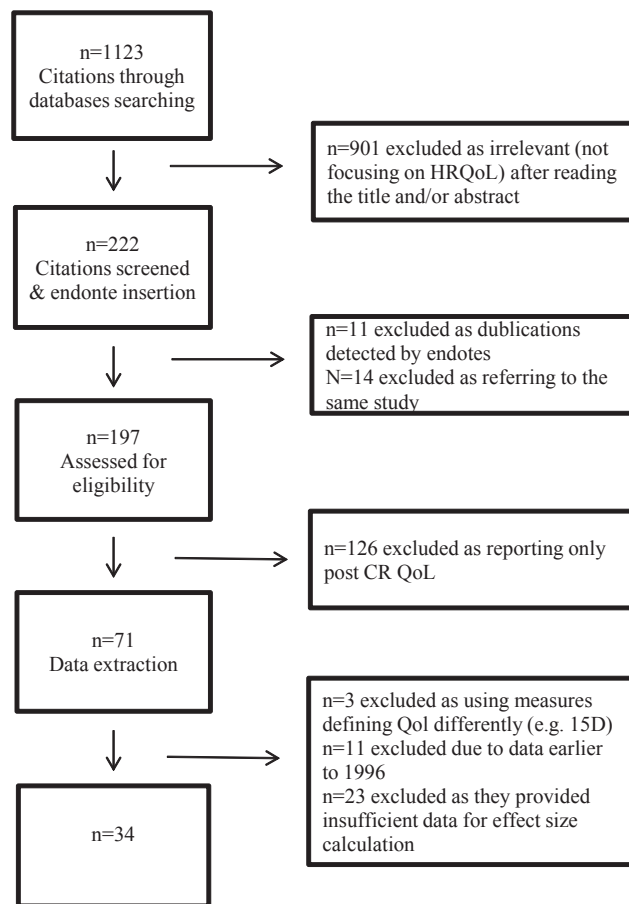 n=1123
Citations through
databases searching
n=901 excluded as irrelevant (not
focusing on HRQoL) after reading
the title and/or abstract
n=222
Citations screened
& endonte insertion
n=11 excluded as dublications
detected by endotes
N=14 excluded as referring to the
same study
n=197
Assessed for
eligibility
n=126 excluded as reporting only
post CR QoL
n=71
Data extraction
n=3 excluded as using measures
defining Qol differently (e.g. 15D)
n=11 excluded due to data earlier
to 1996
n=23 excluded as they provided
insufficient data for effect size
calculation
n=34